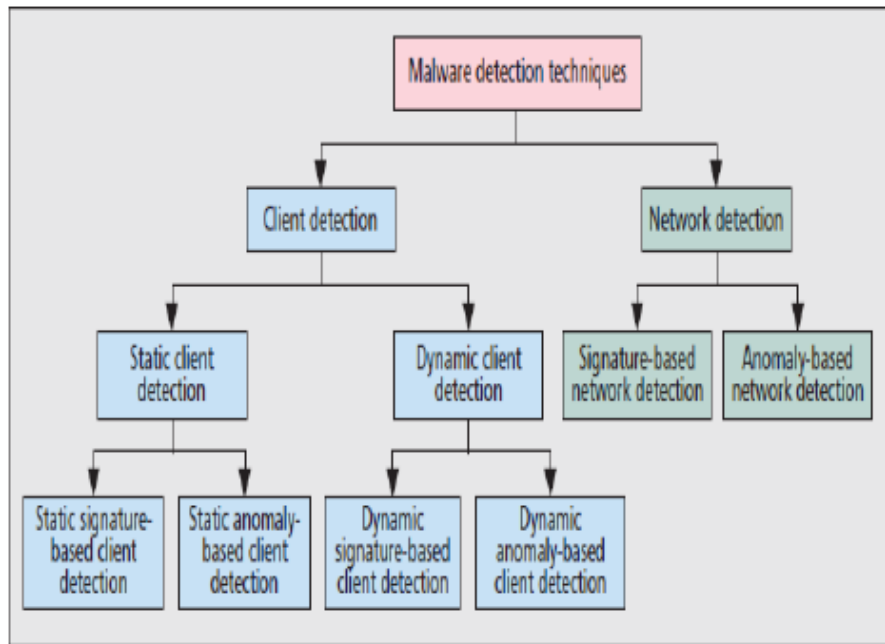 Malware detection techniques
Client detection
Network detection
Static client
detection
Dynamic client
detection
Signature-based
network detection
Anomaly-based
network detection
Static signature-
based client
detection
Static anomaly-
based client
detection
Dynamic
signature-based
client detection
Dynamic
anomaly-based
client detection